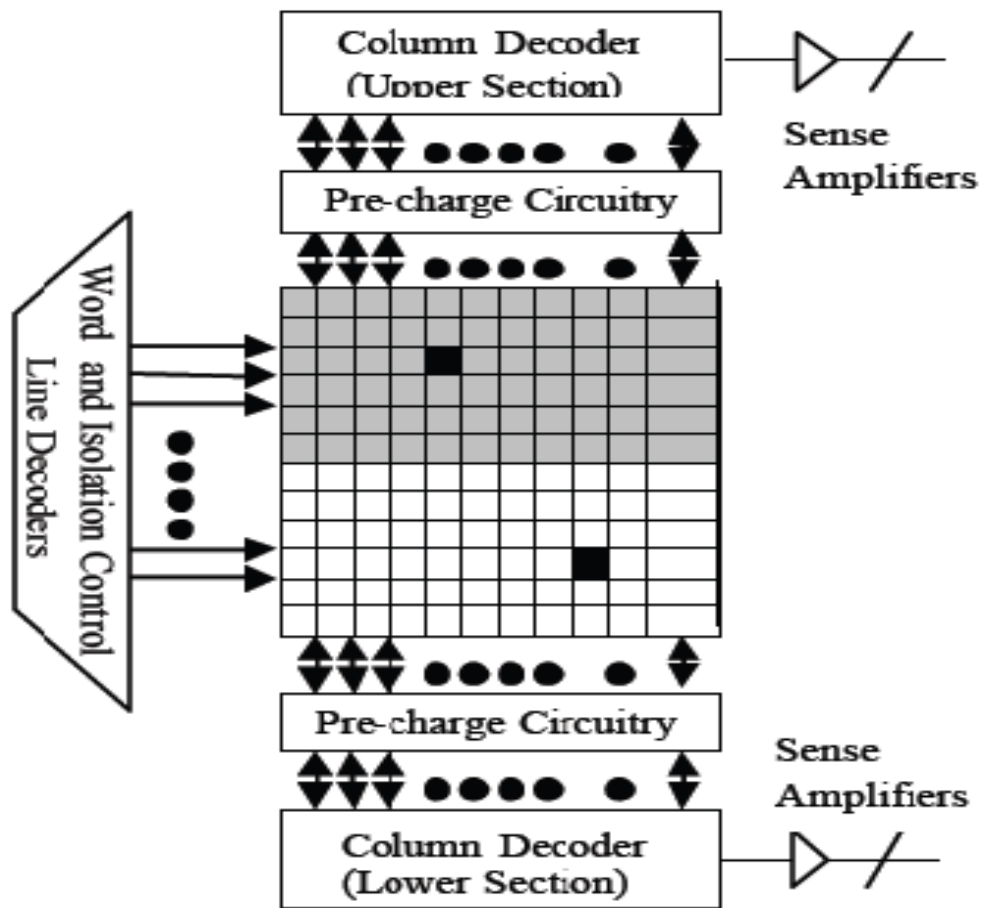 Column Decoder
(Upper Section)
Sense
Amplifiers
Pre-charge Circuitry
Word and Isolation Control
Line Decoders
Pre-charge Circuitry
Sense
Amplifiers
Column Decoder
(Lower Section)